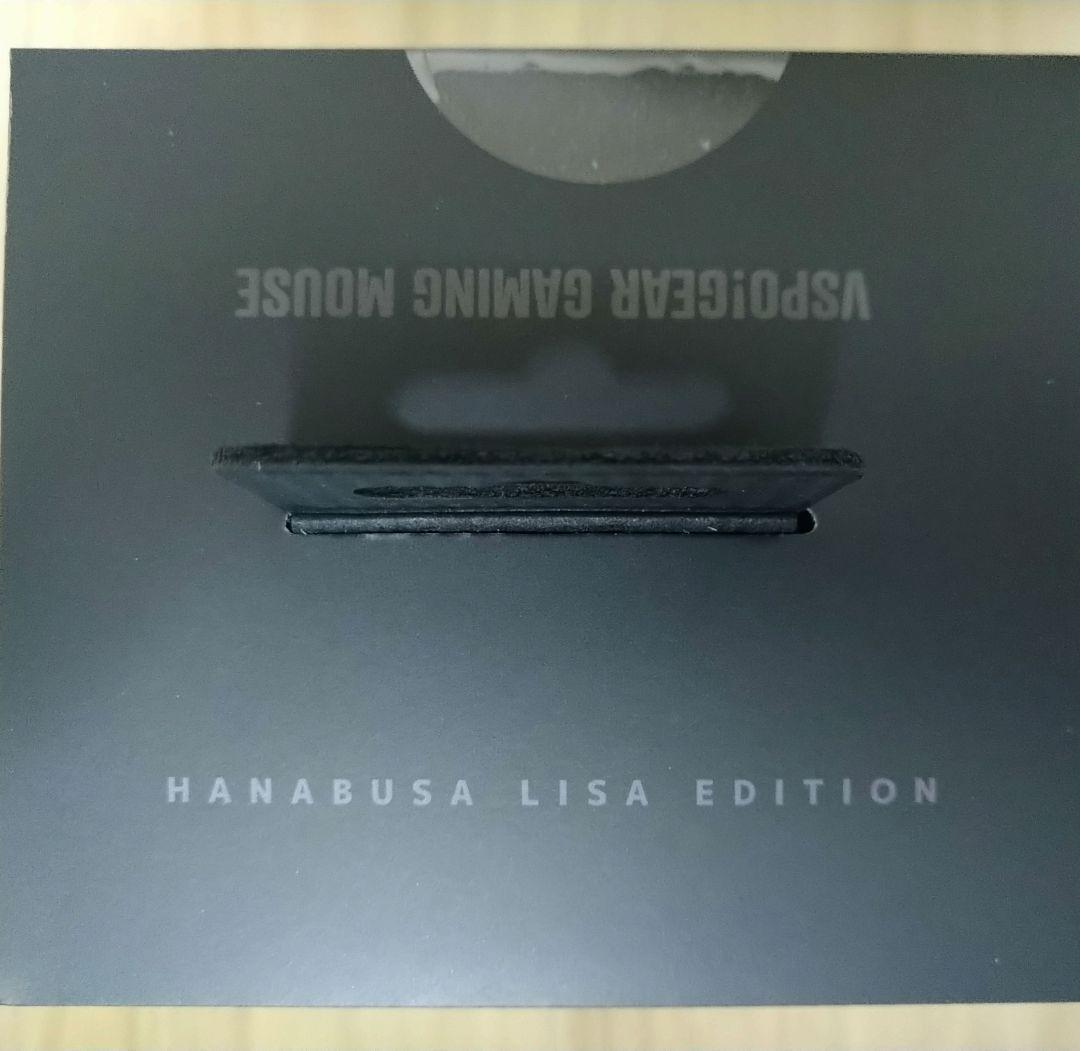 VSPO!GEAR GAMING MOUSE
HANABUSA LISA EDITION